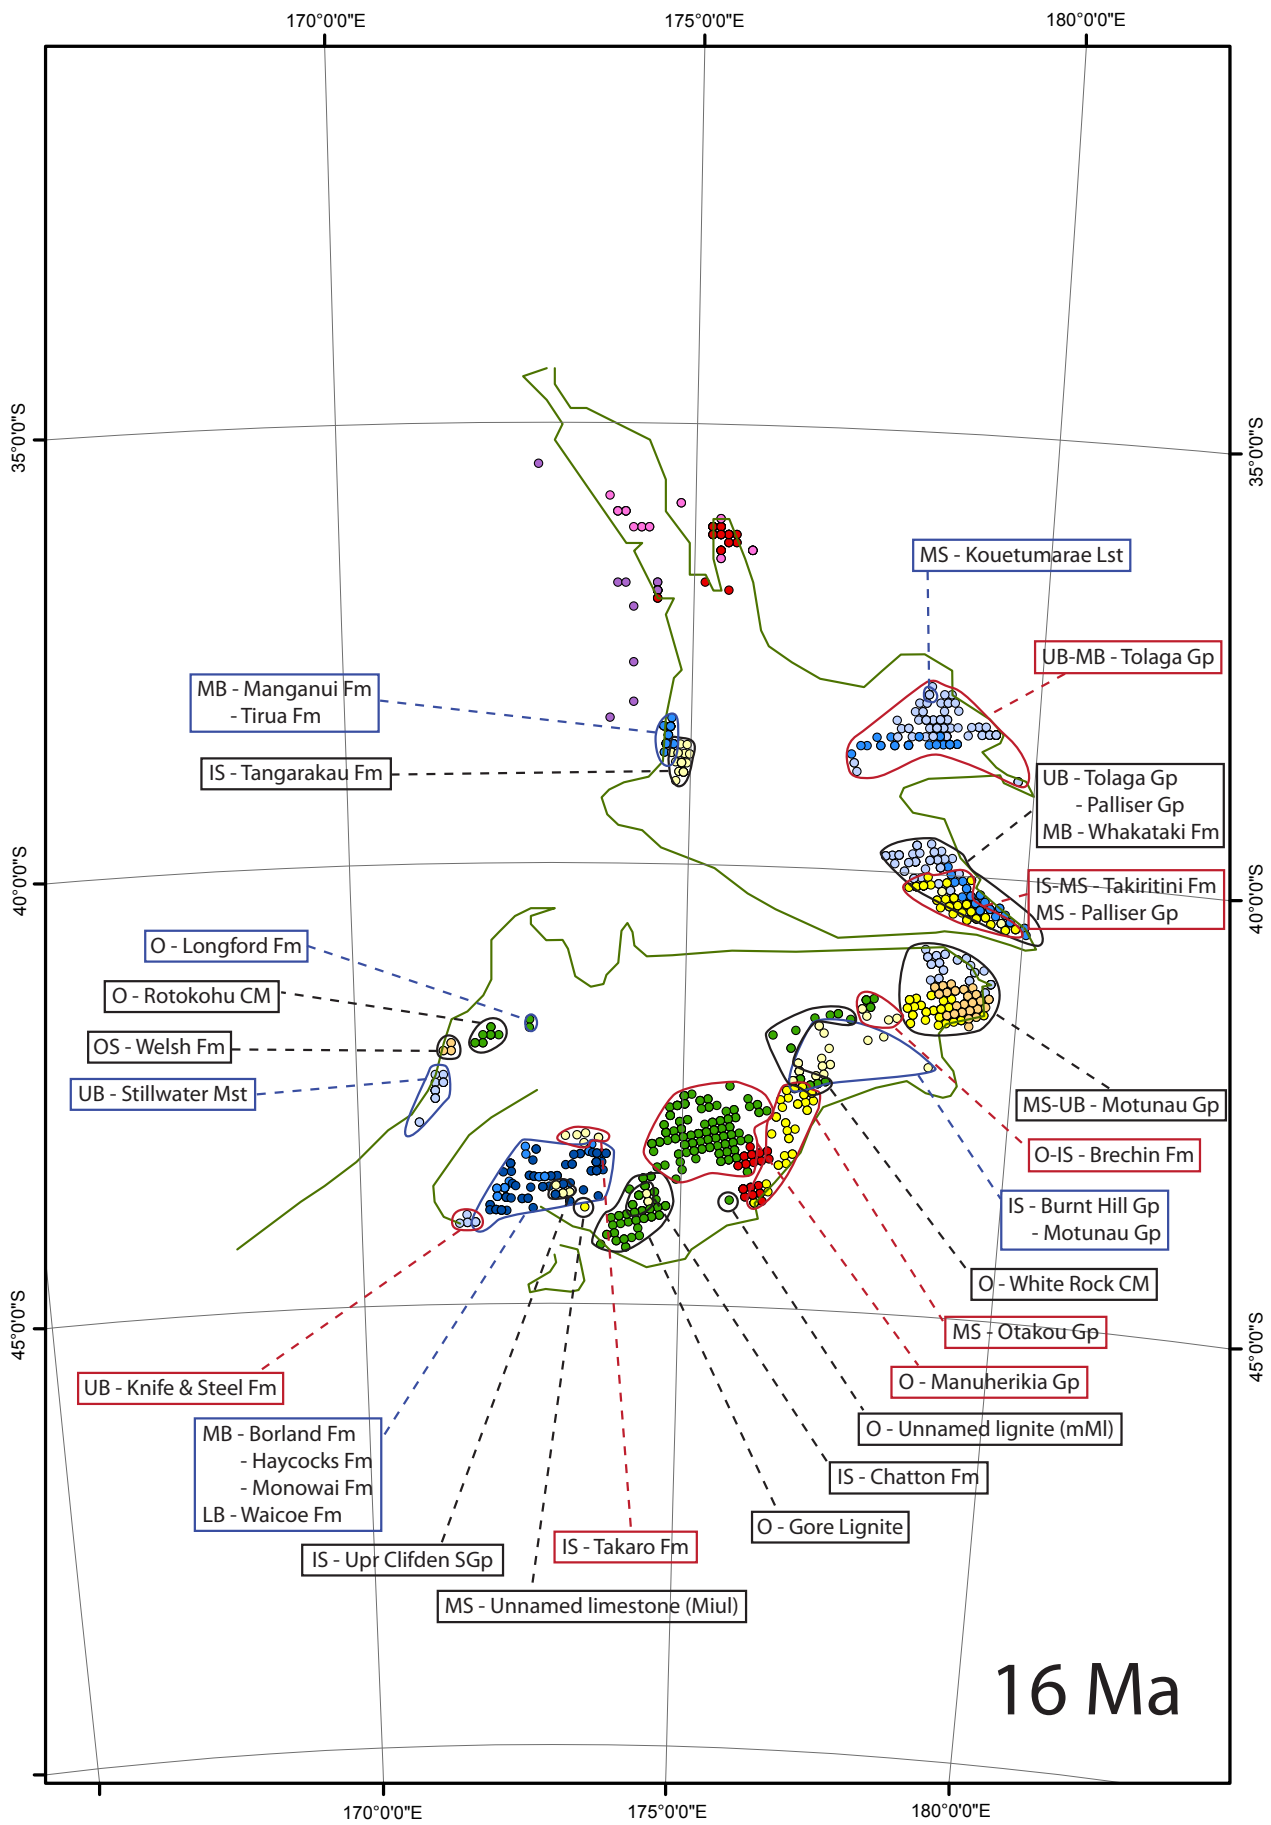 170°0'0"E
175°0'0"E
180°0'0"E
35°0'0"S
35°0'0"S
MS - Kouetumarae Lst
UB-MB - Tolaga Gp
MB - Manganui Fm
- Tirua Fm
IS - Tangarakau Fm
UB - Tolaga Gp
- Palliser Gp
MB - Whakataki Fm
40°0'0"S
40°0'0"S
IS-MS - Takiritini Fm
MS - Palliser Gp
O - Longford Fm
O - Rotokohu CM
OS - Welsh Fm
UB - Stillwater Mst
MS-UB - Motunau Gp
O-IS - Brechin Fm
IS - Burnt Hill Gp
- Motunau Gp
O - White Rock CM
MS - Otakou Gp
45°0'0"S
45°0'0"S
O - Manuherikia Gp
UB - Knife & Steel Fm
O - Unnamed lignite (mMl)
MB - Borland Fm
- Haycocks Fm
- Monowai Fm
LB - Waicoe Fm
IS - Chatton Fm
O - Gore Lignite
IS - Takaro Fm
IS - Upr Clifden SGp
MS - Unnamed limestone (Miul)
16 Ma
170°0'0"E
175°0'0"E
180°0'0"E